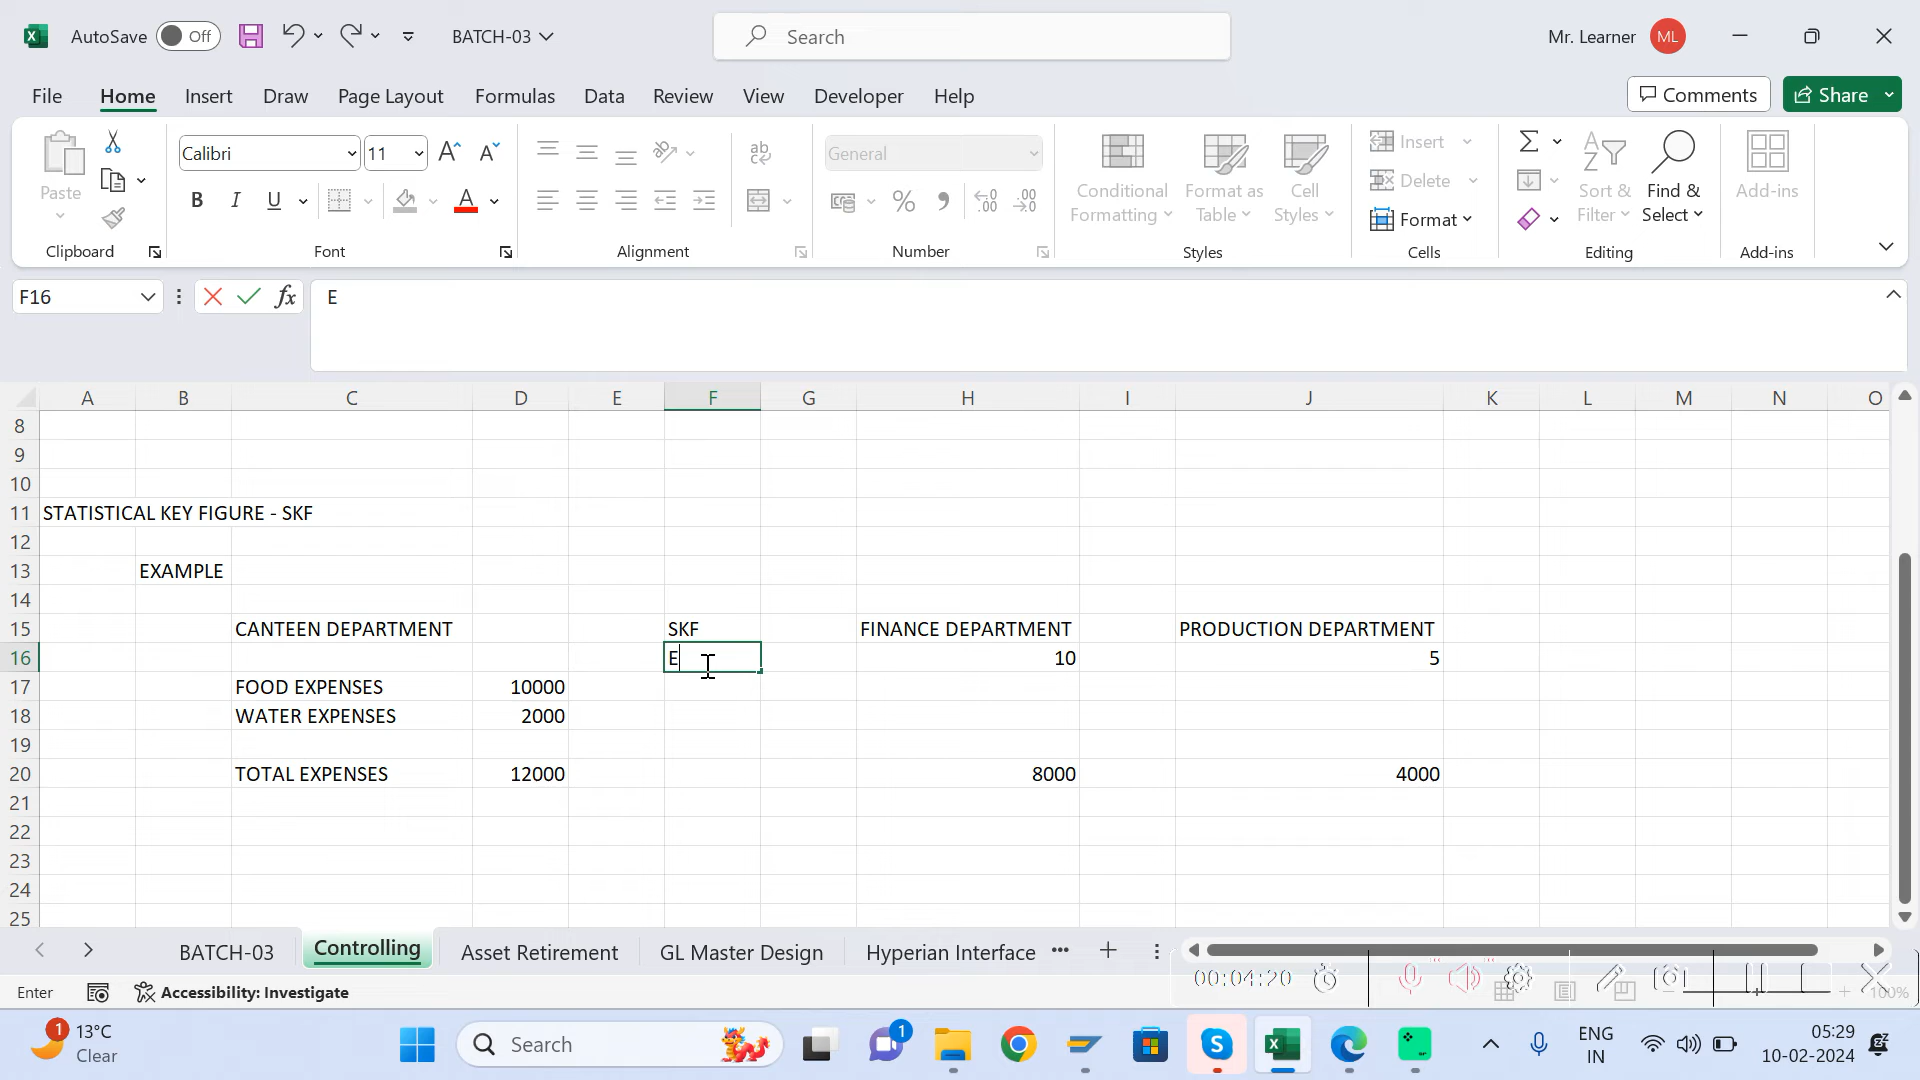 AutoSave Off BATCH-03 Search Mr. Learner ML
File Home Insert Draw Page Layout Formulas Data Review View Developer Help Comments Share
Paste Calibri 11 General Conditional Formatting Format as Table Cell Styles Insert Delete Format Sort & Filter Find & Select Add-ins
Clipboard Font Alignment Number Styles Cells Editing Add-ins
F16 fx E
A B C D E F G H I J K L M N O
8
9
10
11 STATISTICAL KEY FIGURE - SKF
12
13 EXAMPLE
14
15 CANTEEN DEPARTMENT SKF FINANCE DEPARTMENT PRODUCTION DEPARTMENT
16 E 10 5
17 FOOD EXPENSES 10000
18 WATER EXPENSES 2000
19
20 TOTAL EXPENSES 12000 8000 4000
21
22
23
24
25
BATCH-03 Controlling Asset Retirement GL Master Design Hyperian Interface
00:04:20
Enter Accessibility: Investigate 100%
1 13°C Search 1 ENG 05:29
Clear IN 10-02-2024